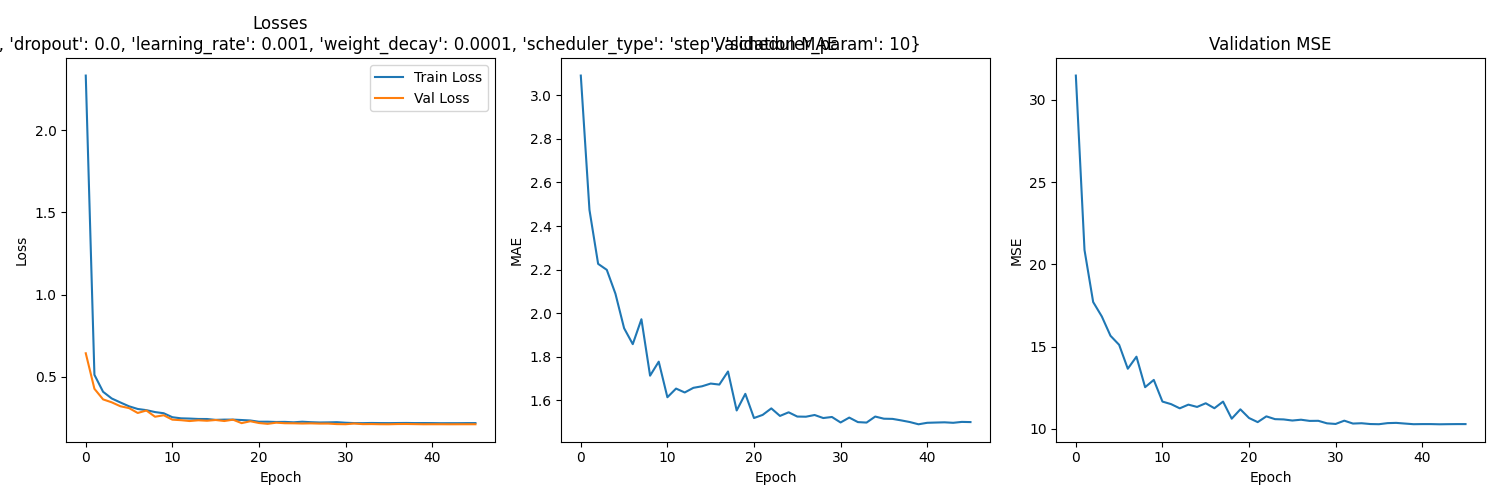 Losses
, 'dropout': 0.0, 'learning_rate': 0.001, 'weight_decay': 0.0001, 'scheduler_type': 'step', 'scheduler_param': 10}
Validation MAE
Validation MSE
Train Loss
Val Loss
Loss
2.0
1.5
1.0
0.5
0
10
20
30
40
Epoch
MAE
3.0
2.8
2.6
2.4
2.2
2.0
1.8
1.6
0
10
20
30
40
Epoch
MSE
30
25
20
15
10
0
10
20
30
40
Epoch